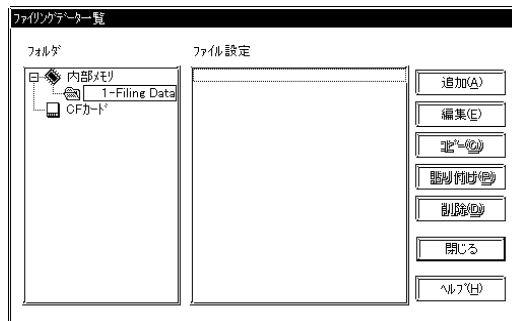 ﾌｧｲﾘﾝｸﾞﾃﾞｰﾀ一覧
ﾌｫﾙﾀﾞ
ﾌｧｲﾙ設定
内部ﾒﾓﾘ
1-Filing Data
CFｶｰﾄﾞ
追加(A)
編集(E)
ｺﾋﾟｰ(C)
貼り付け(P)
削除(D)
閉じる
ﾍﾙﾌﾟ(H)